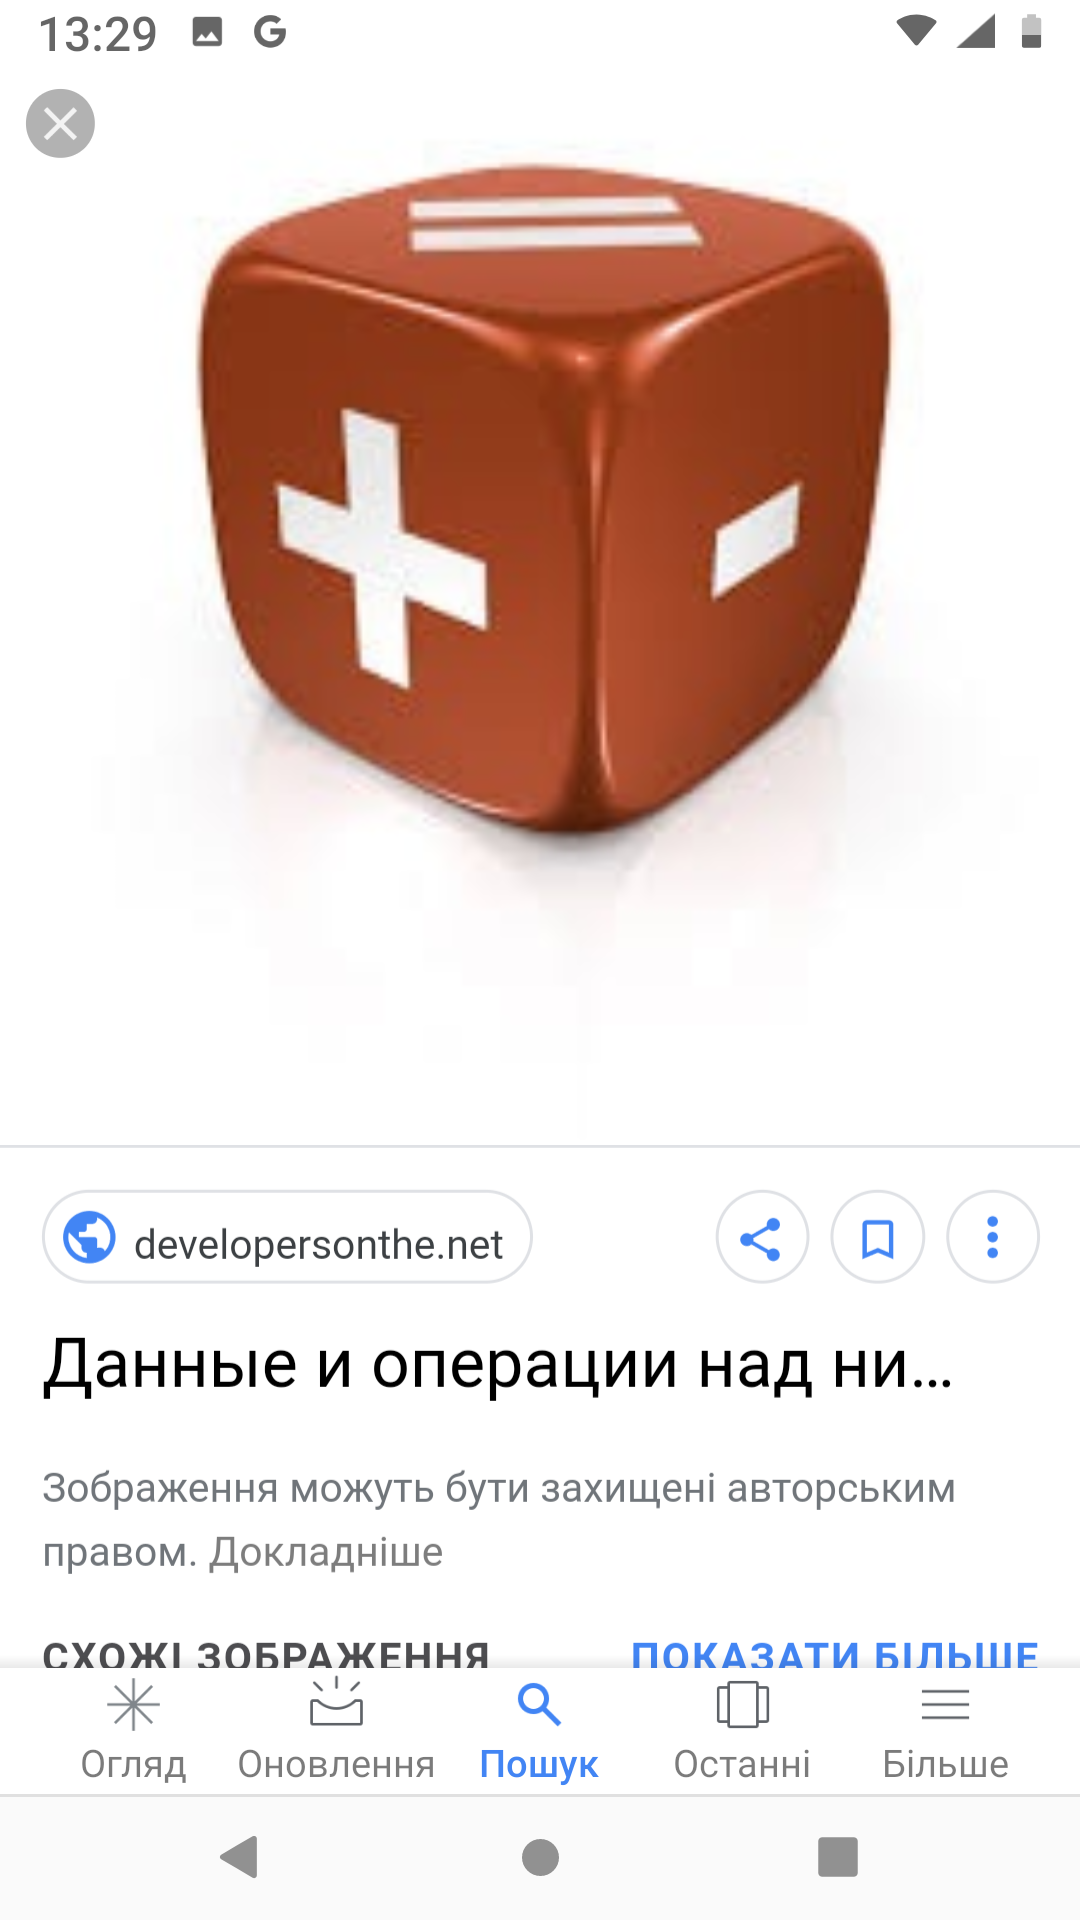 13:29
=
+
-
developersonthe.net
Данные и операции над ни...
Зображення можуть бути захищені авторським
правом. Докладніше
СХОЖІ ЗОБРАЖЕННЯ ПОКАЗАТИ БІЛЬШЕ
Огляд Оновлення Пошук Останні Більше